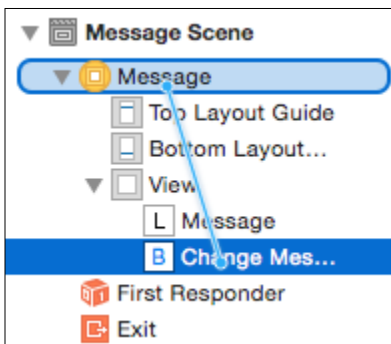 Message Scene
Message
Top Layout Guide
Bottom Layout...
View
L Message
B Change Mes...
First Responder
Exit